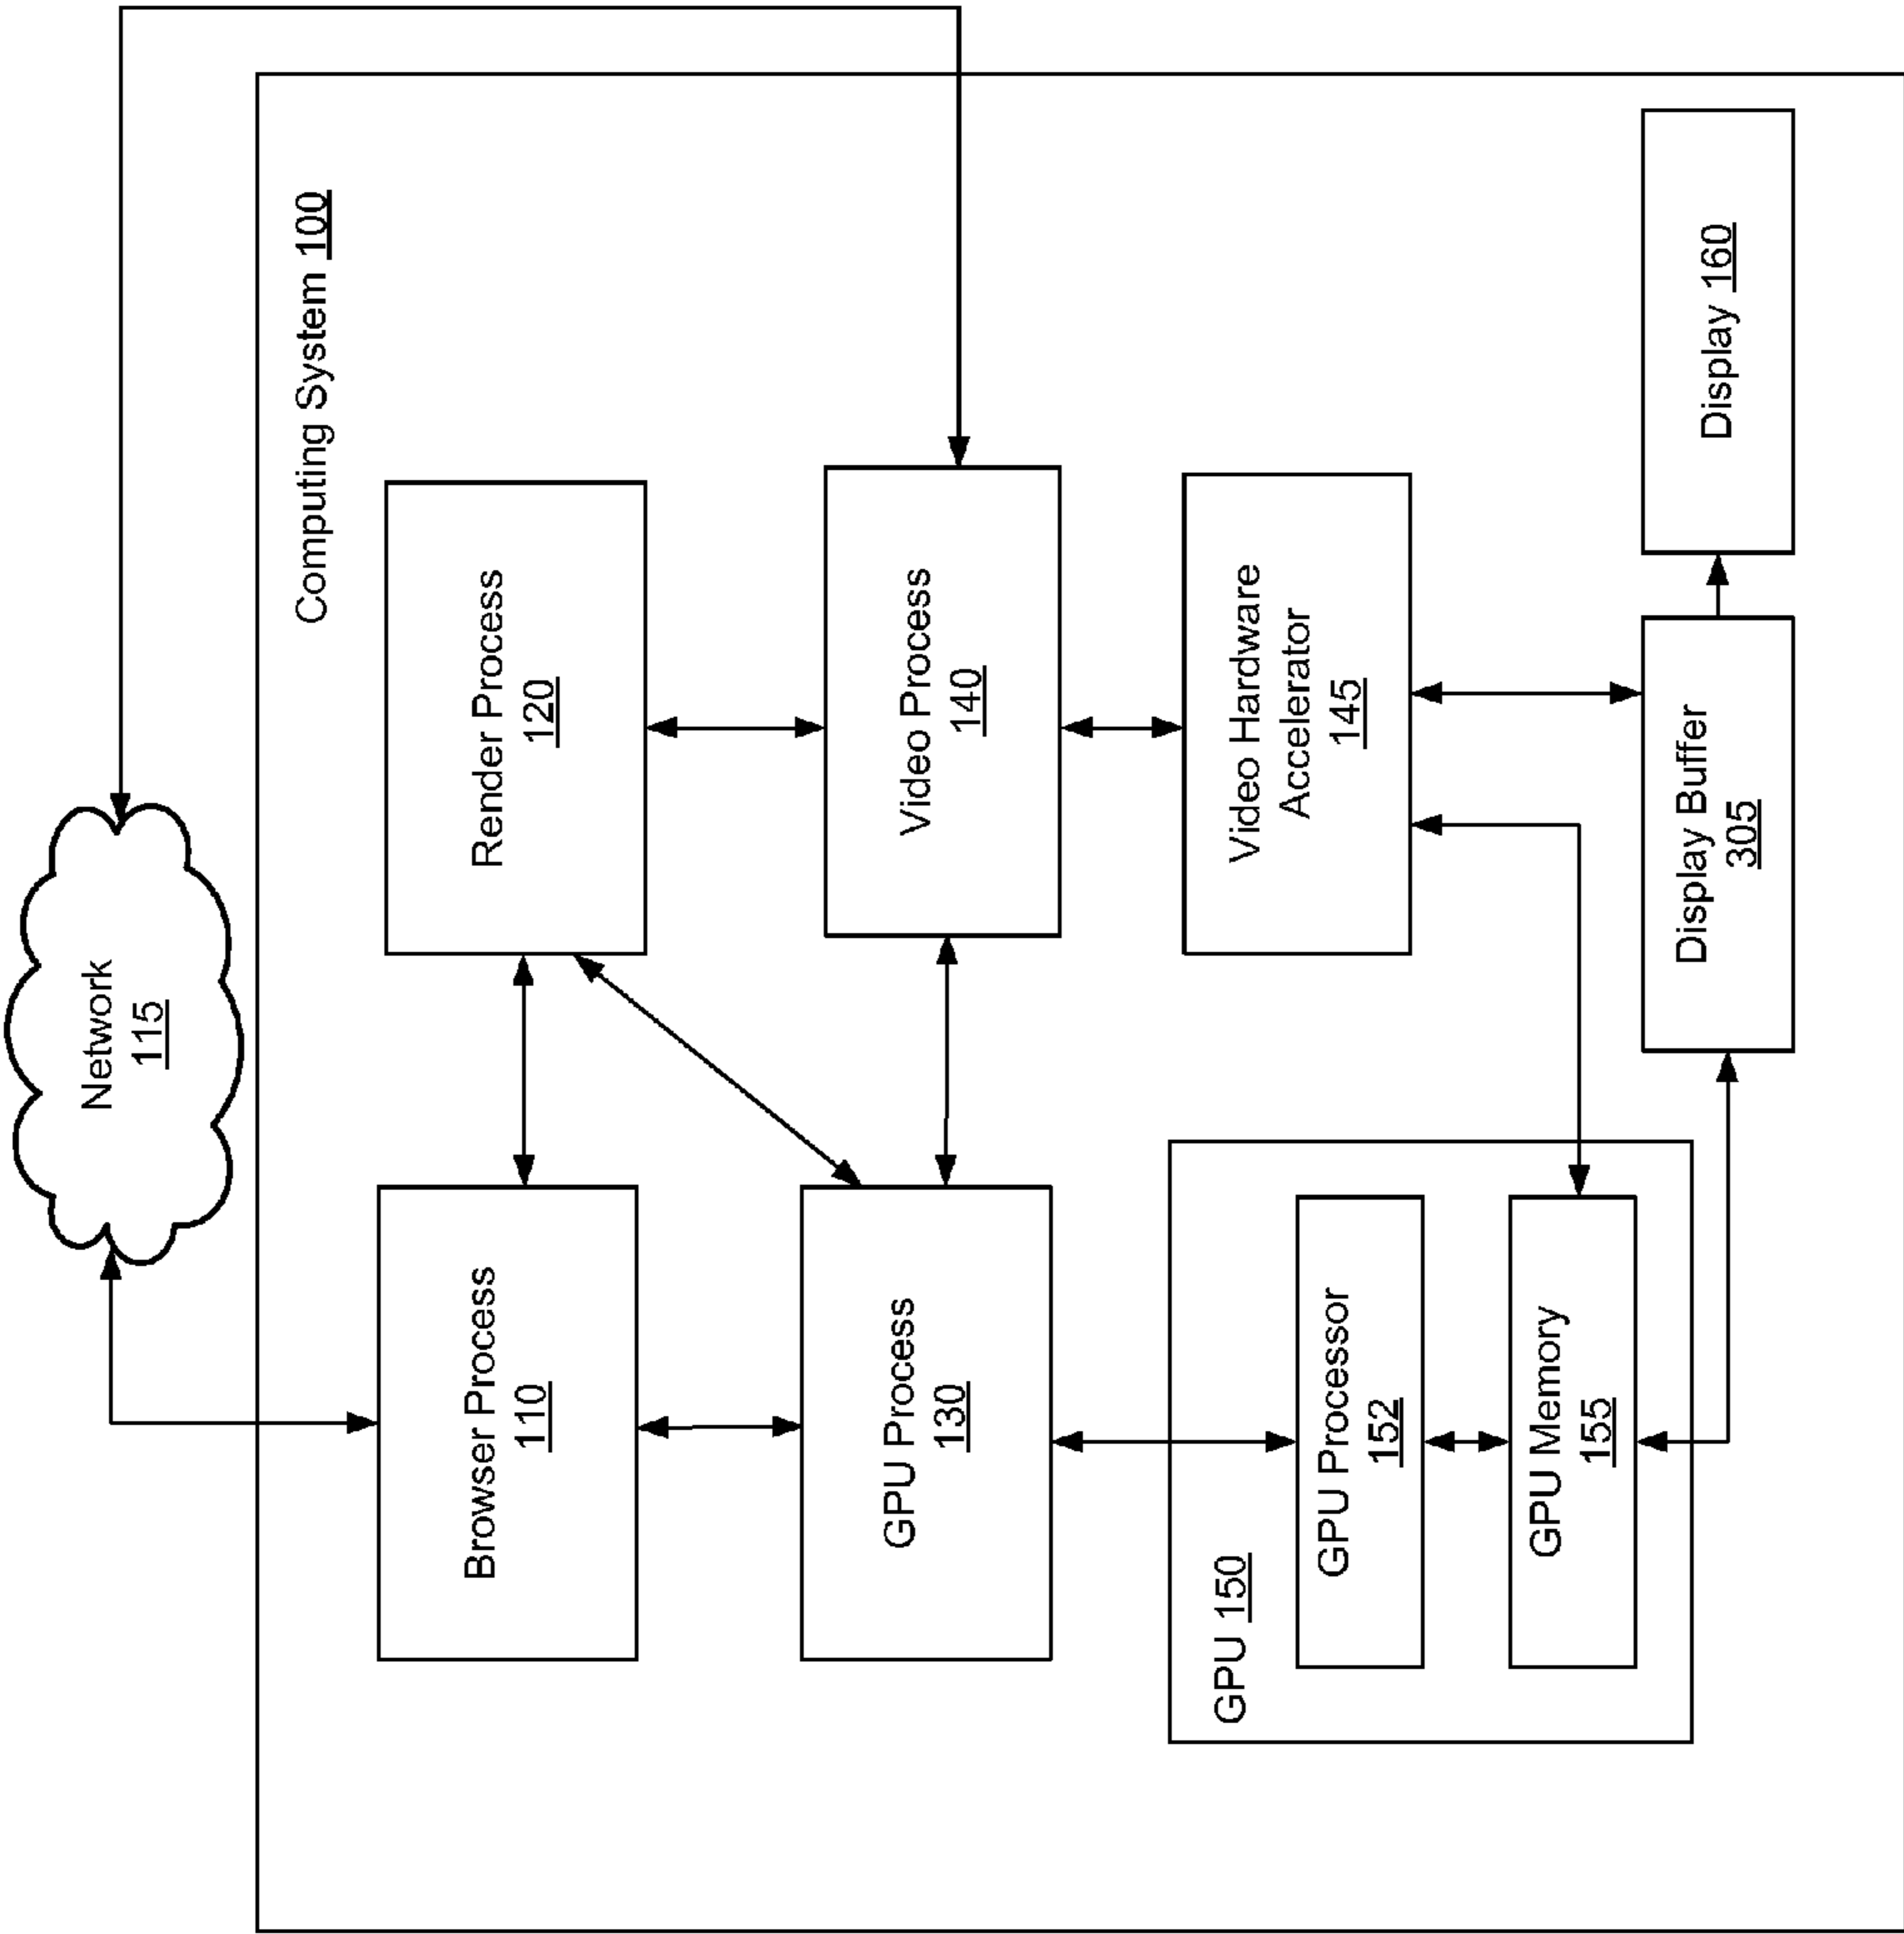 Network
115
Computing System 100
Browser Process
110
Render Process
120
GPU Process
130
Video Process
140
GPU 150
GPU Processor
152
GPU Memory
155
Video Hardware
Accelerator
145
Display Buffer
305
Display 160